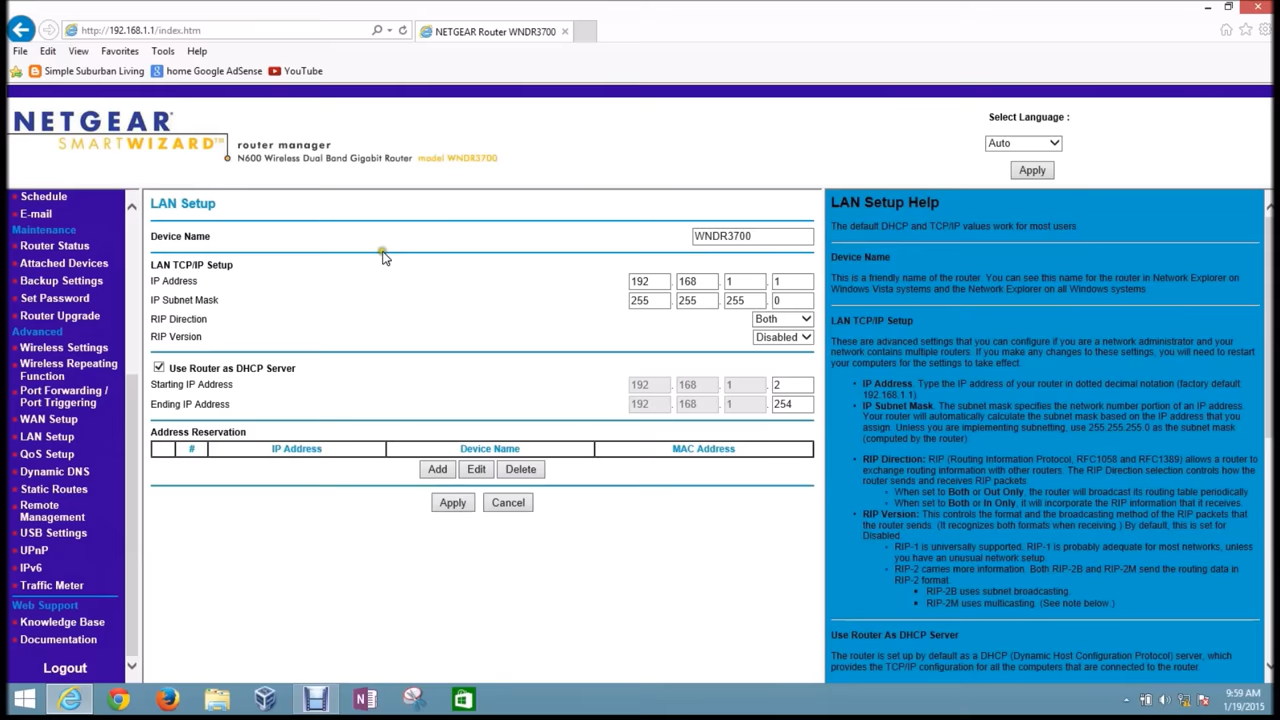 http://192.168.1.1/index.htm
NETGEAR Router WNDR3700
File Edit View Favorites Tools Help
Simple Suburban Living home Google AdSense YouTube
NETGEAR
SMARTWIZARD™
router manager
N600 Wireless Dual Band Gigabit Router model WNDR3700
Select Language :
Auto
Apply
Schedule
E-mail
Maintenance
Router Status
Attached Devices
Backup Settings
Set Password
Router Upgrade
Advanced
Wireless Settings
Wireless Repeating
Function
Port Forwarding /
Port Triggering
WAN Setup
LAN Setup
QoS Setup
Dynamic DNS
Static Routes
Remote
Management
USB Settings
UPnP
IPv6
Traffic Meter
Web Support
Knowledge Base
Documentation
Logout
LAN Setup
Device Name WNDR3700
LAN TCP/IP Setup
IP Address 192 . 168 . 1 . 1
IP Subnet Mask 255 . 255 . 255 . 0
RIP Direction Both
RIP Version Disabled
Use Router as DHCP Server
Starting IP Address 192 . 168 . 1 . 2
Ending IP Address 192 . 168 . 1 . 254
Address Reservation
# IP Address Device Name MAC Address
Add Edit Delete
Apply Cancel
LAN Setup Help
The default DHCP and TCP/IP values work for most users
Device Name
This is a friendly name of the router. You can see this name for the router in Network Explorer on
Windows Vista systems and the Network Explorer on all Windows systems
LAN TCP/IP Setup
These are advanced settings that you can configure if you are a network administrator and your
network contains multiple routers. If you make any changes to these settings, you will need to restart
your computers for the settings to take effect.
• IP Address. Type the IP address of your router in dotted decimal notation (factory default:
192.168.1.1)
• IP Subnet Mask. The subnet mask specifies the network number portion of an IP address.
Your router will automatically calculate the subnet mask based on the IP address that you
assign. Unless you are implementing subnetting, use 255.255.255.0 as the subnet mask
(computed by the router).
• RIP Direction: RIP (Routing Information Protocol, RFC1058 and RFC1389) allows a router to
exchange routing information with other routers. The RIP Direction selection controls how the
router sends and receives RIP packets
◦ When set to Both or Out Only, the router will broadcast its routing table periodically
◦ When set to Both or In Only, it will incorporate the RIP information that it receives.
• RIP Version: This controls the format and the broadcasting method of the RIP packets that
the router sends. (It recognizes both formats when receiving.) By default, this is set for
Disabled
◦ RIP-1 is universally supported. RIP-1 is probably adequate for most networks, unless
you have an unusual network setup
◦ RIP-2 carries more information. Both RIP-2B and RIP-2M send the routing data in
RIP-2 format
▪ RIP-2B uses subnet broadcasting.
▪ RIP-2M uses multicasting. (See note below.)
Use Router As DHCP Server
The router is set up by default as a DHCP (Dynamic Host Configuration Protocol) server, which
provides the TCP/IP configuration for all the computers that are connected to the router.
9:59 AM
1/19/2015